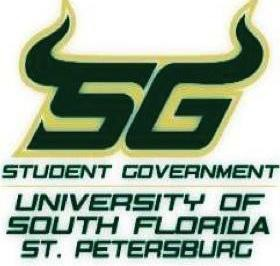 SG
STUDENT GOVERNMENT
UNIVERSITY OF
SOUTH FLORIDA
ST. PETERSBURG